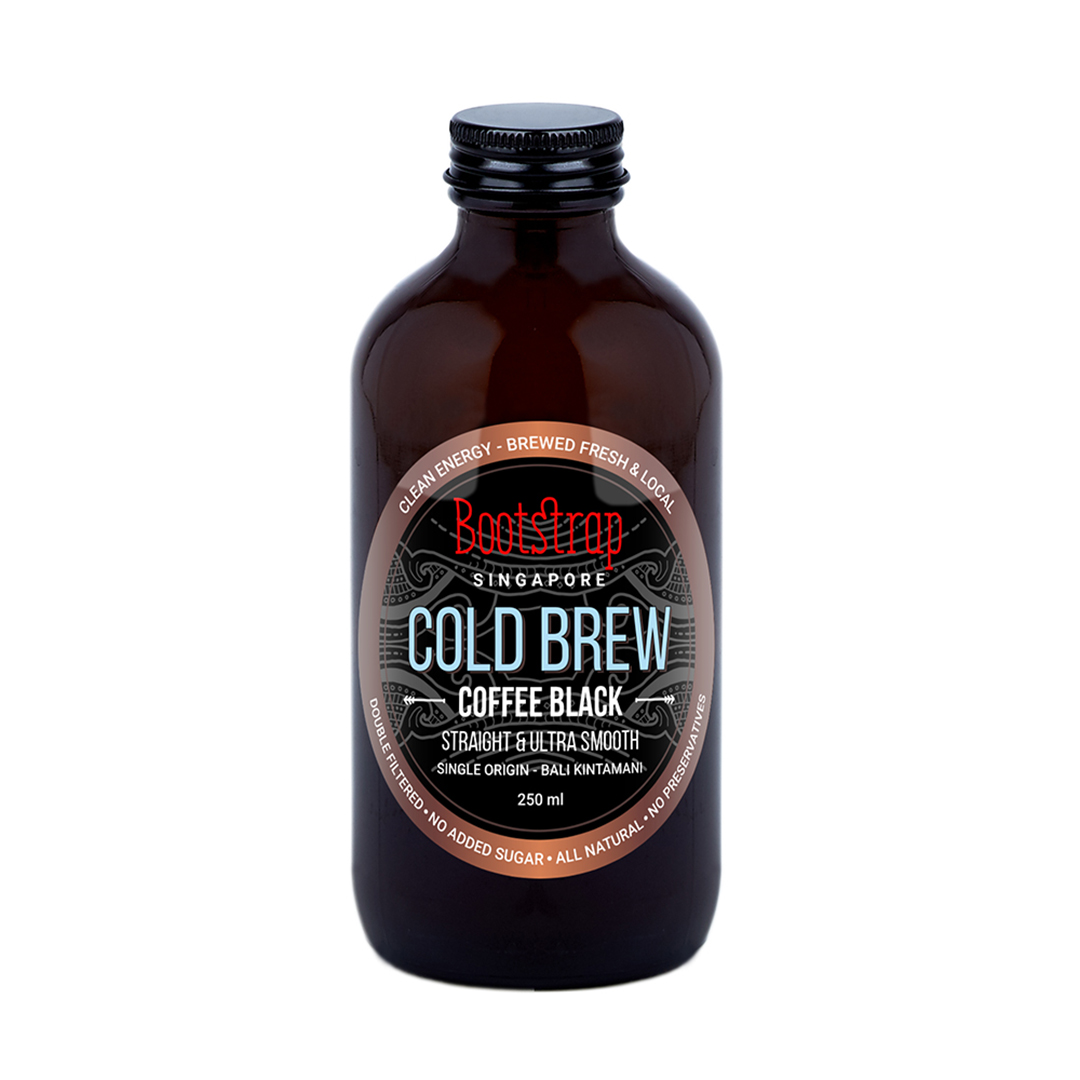 CLEAN ENERGY - BREWED FRESH & LOCAL
Bootstrap
SINGAPORE
COLD BREW
COFFEE BLACK
STRAIGHT & ULTRA SMOOTH
SINGLE ORIGIN - BALI KINTAMANI
250 ml
DOUBLE FILTERED • NO ADDED SUGAR • ALL NATURAL • NO PRESERVATIVES